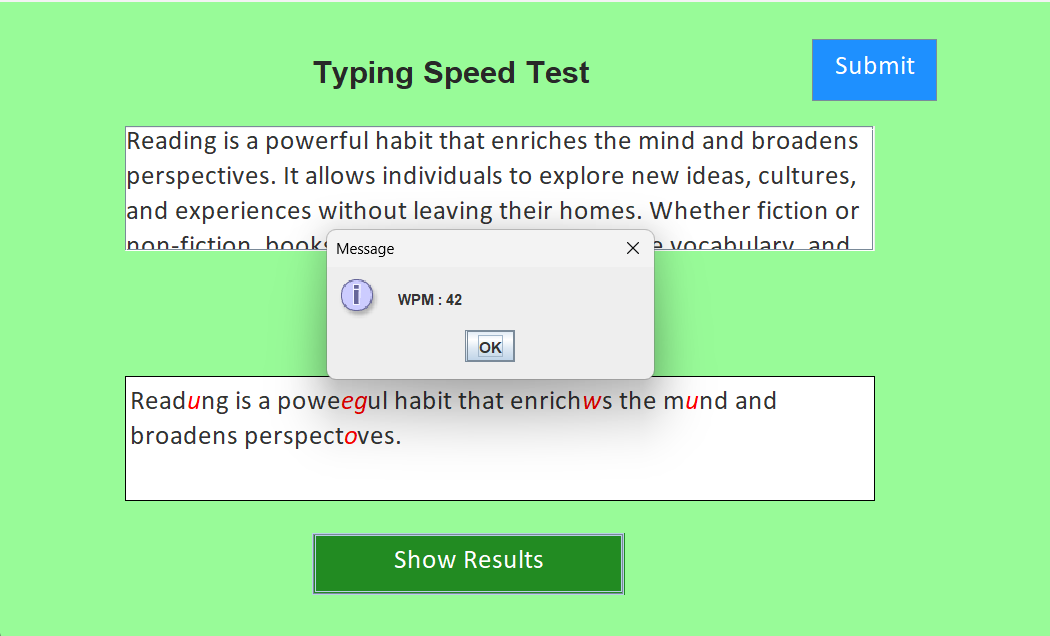 Typing Speed Test
Submit
Reading is a powerful habit that enriches the mind and broadens
perspectives. It allows individuals to explore new ideas, cultures,
and experiences without leaving their homes. Whether fiction or
non-fiction, books vocabulary, and
Message
WPM : 42
OK
Readung is a poweegul habit that enrichws the mund and
broadens perspectoves.
Show Results